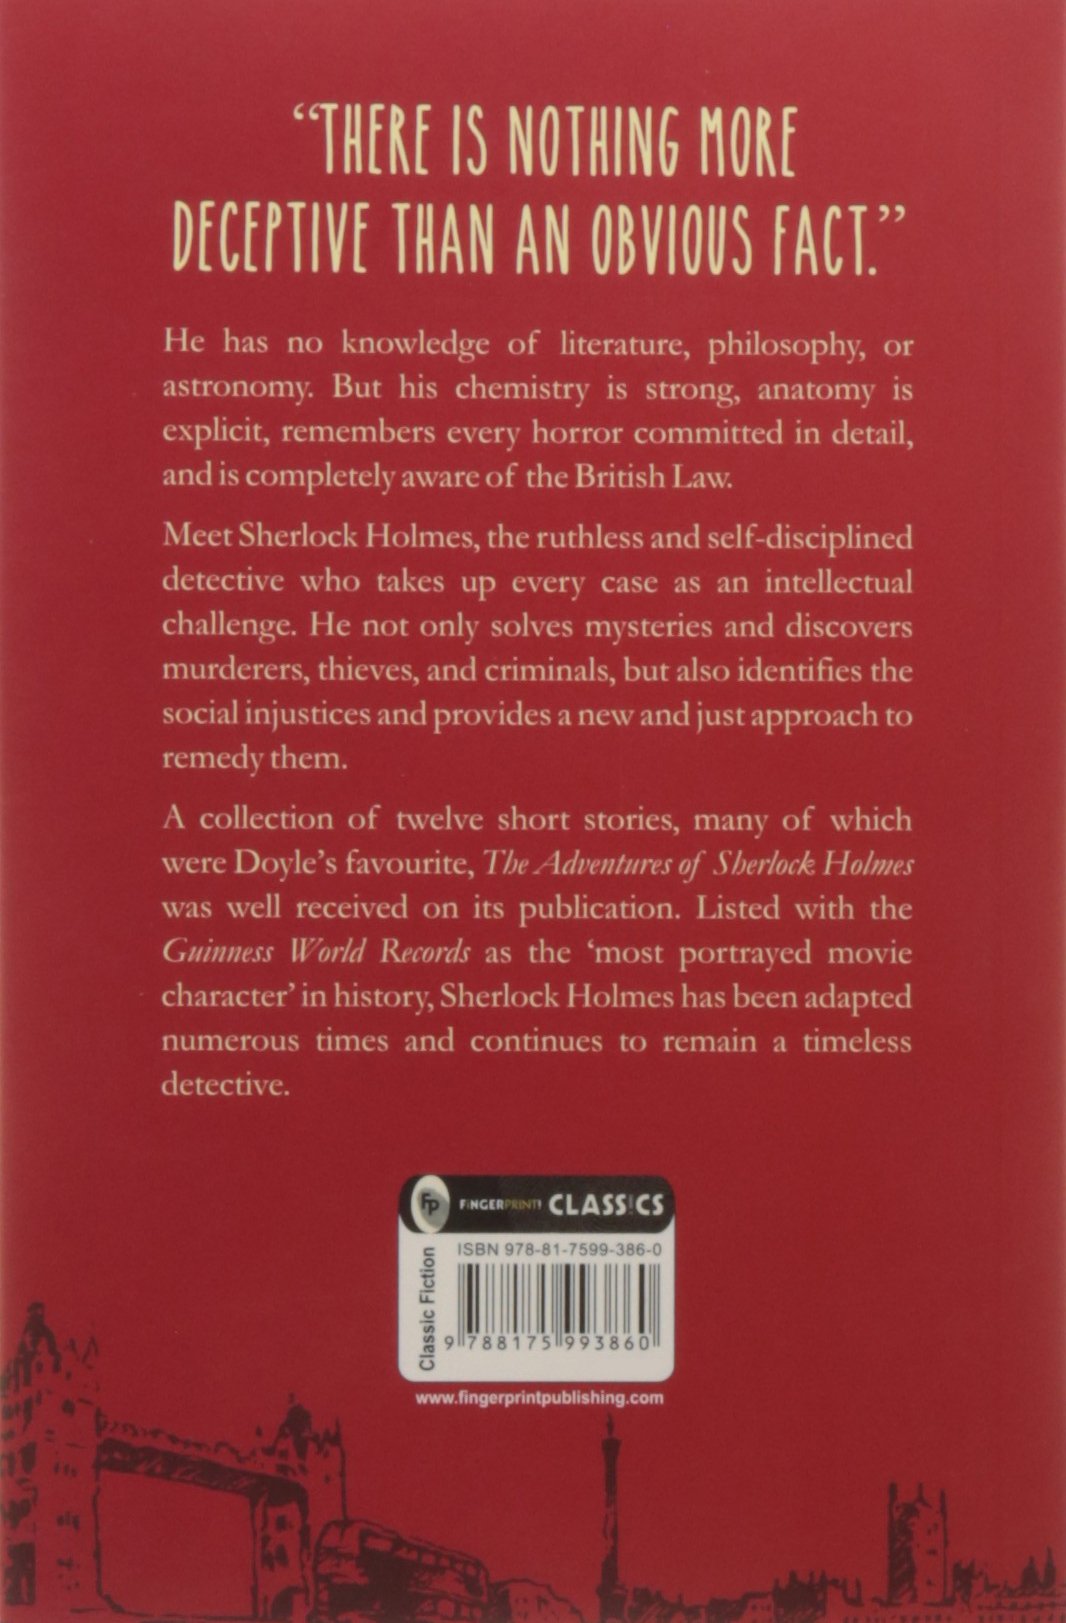 “THERE IS NOTHING MORE
DECEPTIVE THAN AN OBVIOUS FACT.”
He has no knowledge of literature, philosophy, or
astronomy. But his chemistry is strong, anatomy is
explicit, remembers every horror committed in detail,
and is completely aware of the British Law.
Meet Sherlock Holmes, the ruthless and self-disciplined
detective who takes up every case as an intellectual
challenge. He not only solves mysteries and discovers
murderers, thieves, and criminals, but also identifies the
social injustices and provides a new and just approach to
remedy them.
A collection of twelve short stories, many of which
were Doyle’s favourite, The Adventures of Sherlock Holmes
was well received on its publication. Listed with the
Guinness World Records as the ‘most portrayed movie
character’ in history, Sherlock Holmes has been adapted
numerous times and continues to remain a timeless
detective.
FP FiNGERPRINT! CLASS!CS
ISBN 978-81-7599-386-0
Classic Fiction
9 788175 993860
www.fingerprintpublishing.com